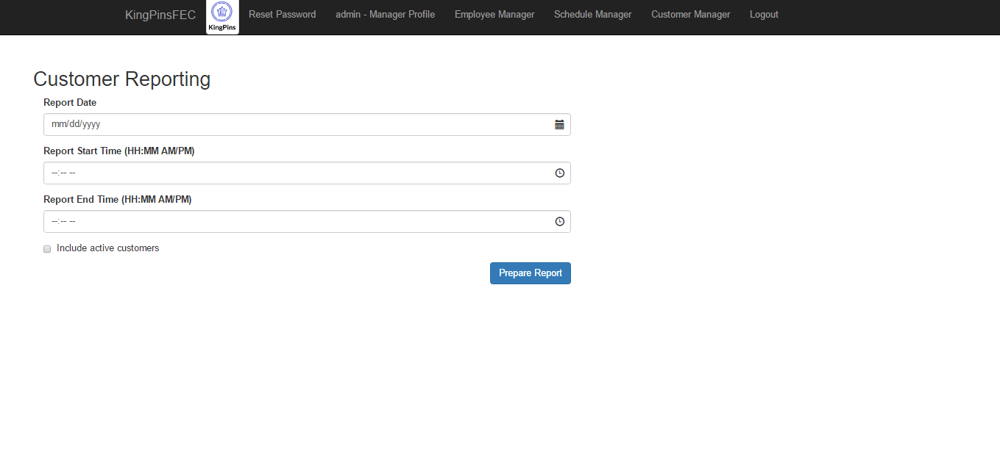 KingPinsFEC KingPins Reset Password admin - Manager Profile Employee Manager Schedule Manager Customer Manager Logout
Customer Reporting
Report Date
mm/dd/yyyy
Report Start Time (HH:MM AM/PM)
--:-- --
Report End Time (HH:MM AM/PM)
--:-- --
Include active customers
Prepare Report